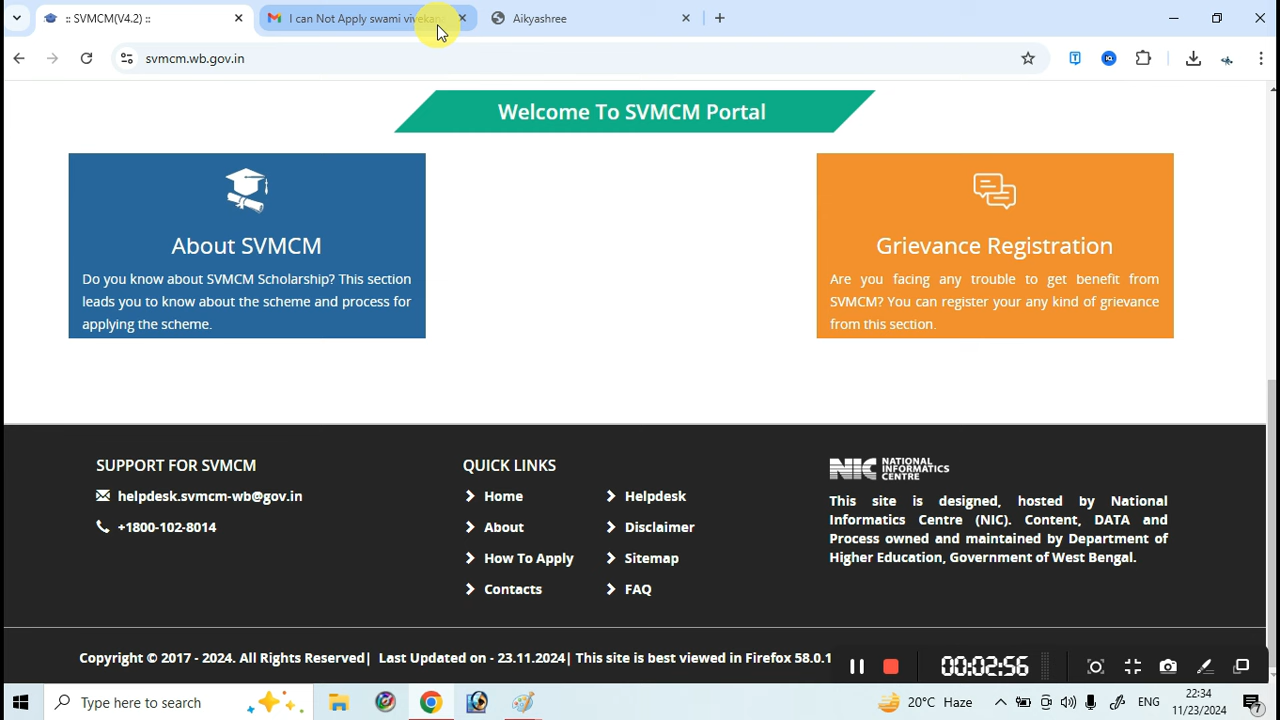 :: SVMCM(V4.2) ::
I can Not Apply swami vivekan
Aikyashree
svmcm.wb.gov.in
Welcome To SVMCM Portal
About SVMCM
Do you know about SVMCM Scholarship? This section
leads you to know about the scheme and process for
applying the scheme.
Grievance Registration
Are you facing any trouble to get benefit from
SVMCM? You can register your any kind of grievance
from this section.
SUPPORT FOR SVMCM
helpdesk.svmcm-wb@gov.in
+1800-102-8014
QUICK LINKS
Home
Helpdesk
About
Disclaimer
How To Apply
Sitemap
Contacts
FAQ
NIC NATIONAL
INFORMATICS
CENTRE
This site is designed, hosted by National
Informatics Centre (NIC). Content, DATA and
Process owned and maintained by Department of
Higher Education, Government of West Bengal.
Copyright © 2017 - 2024. All Rights Reserved| Last Updated on - 23.11.2024| This site is best viewed in Firefox 58.0.1
00:02:56
Type here to search
20°C Haze
ENG
22:34
11/23/2024
7